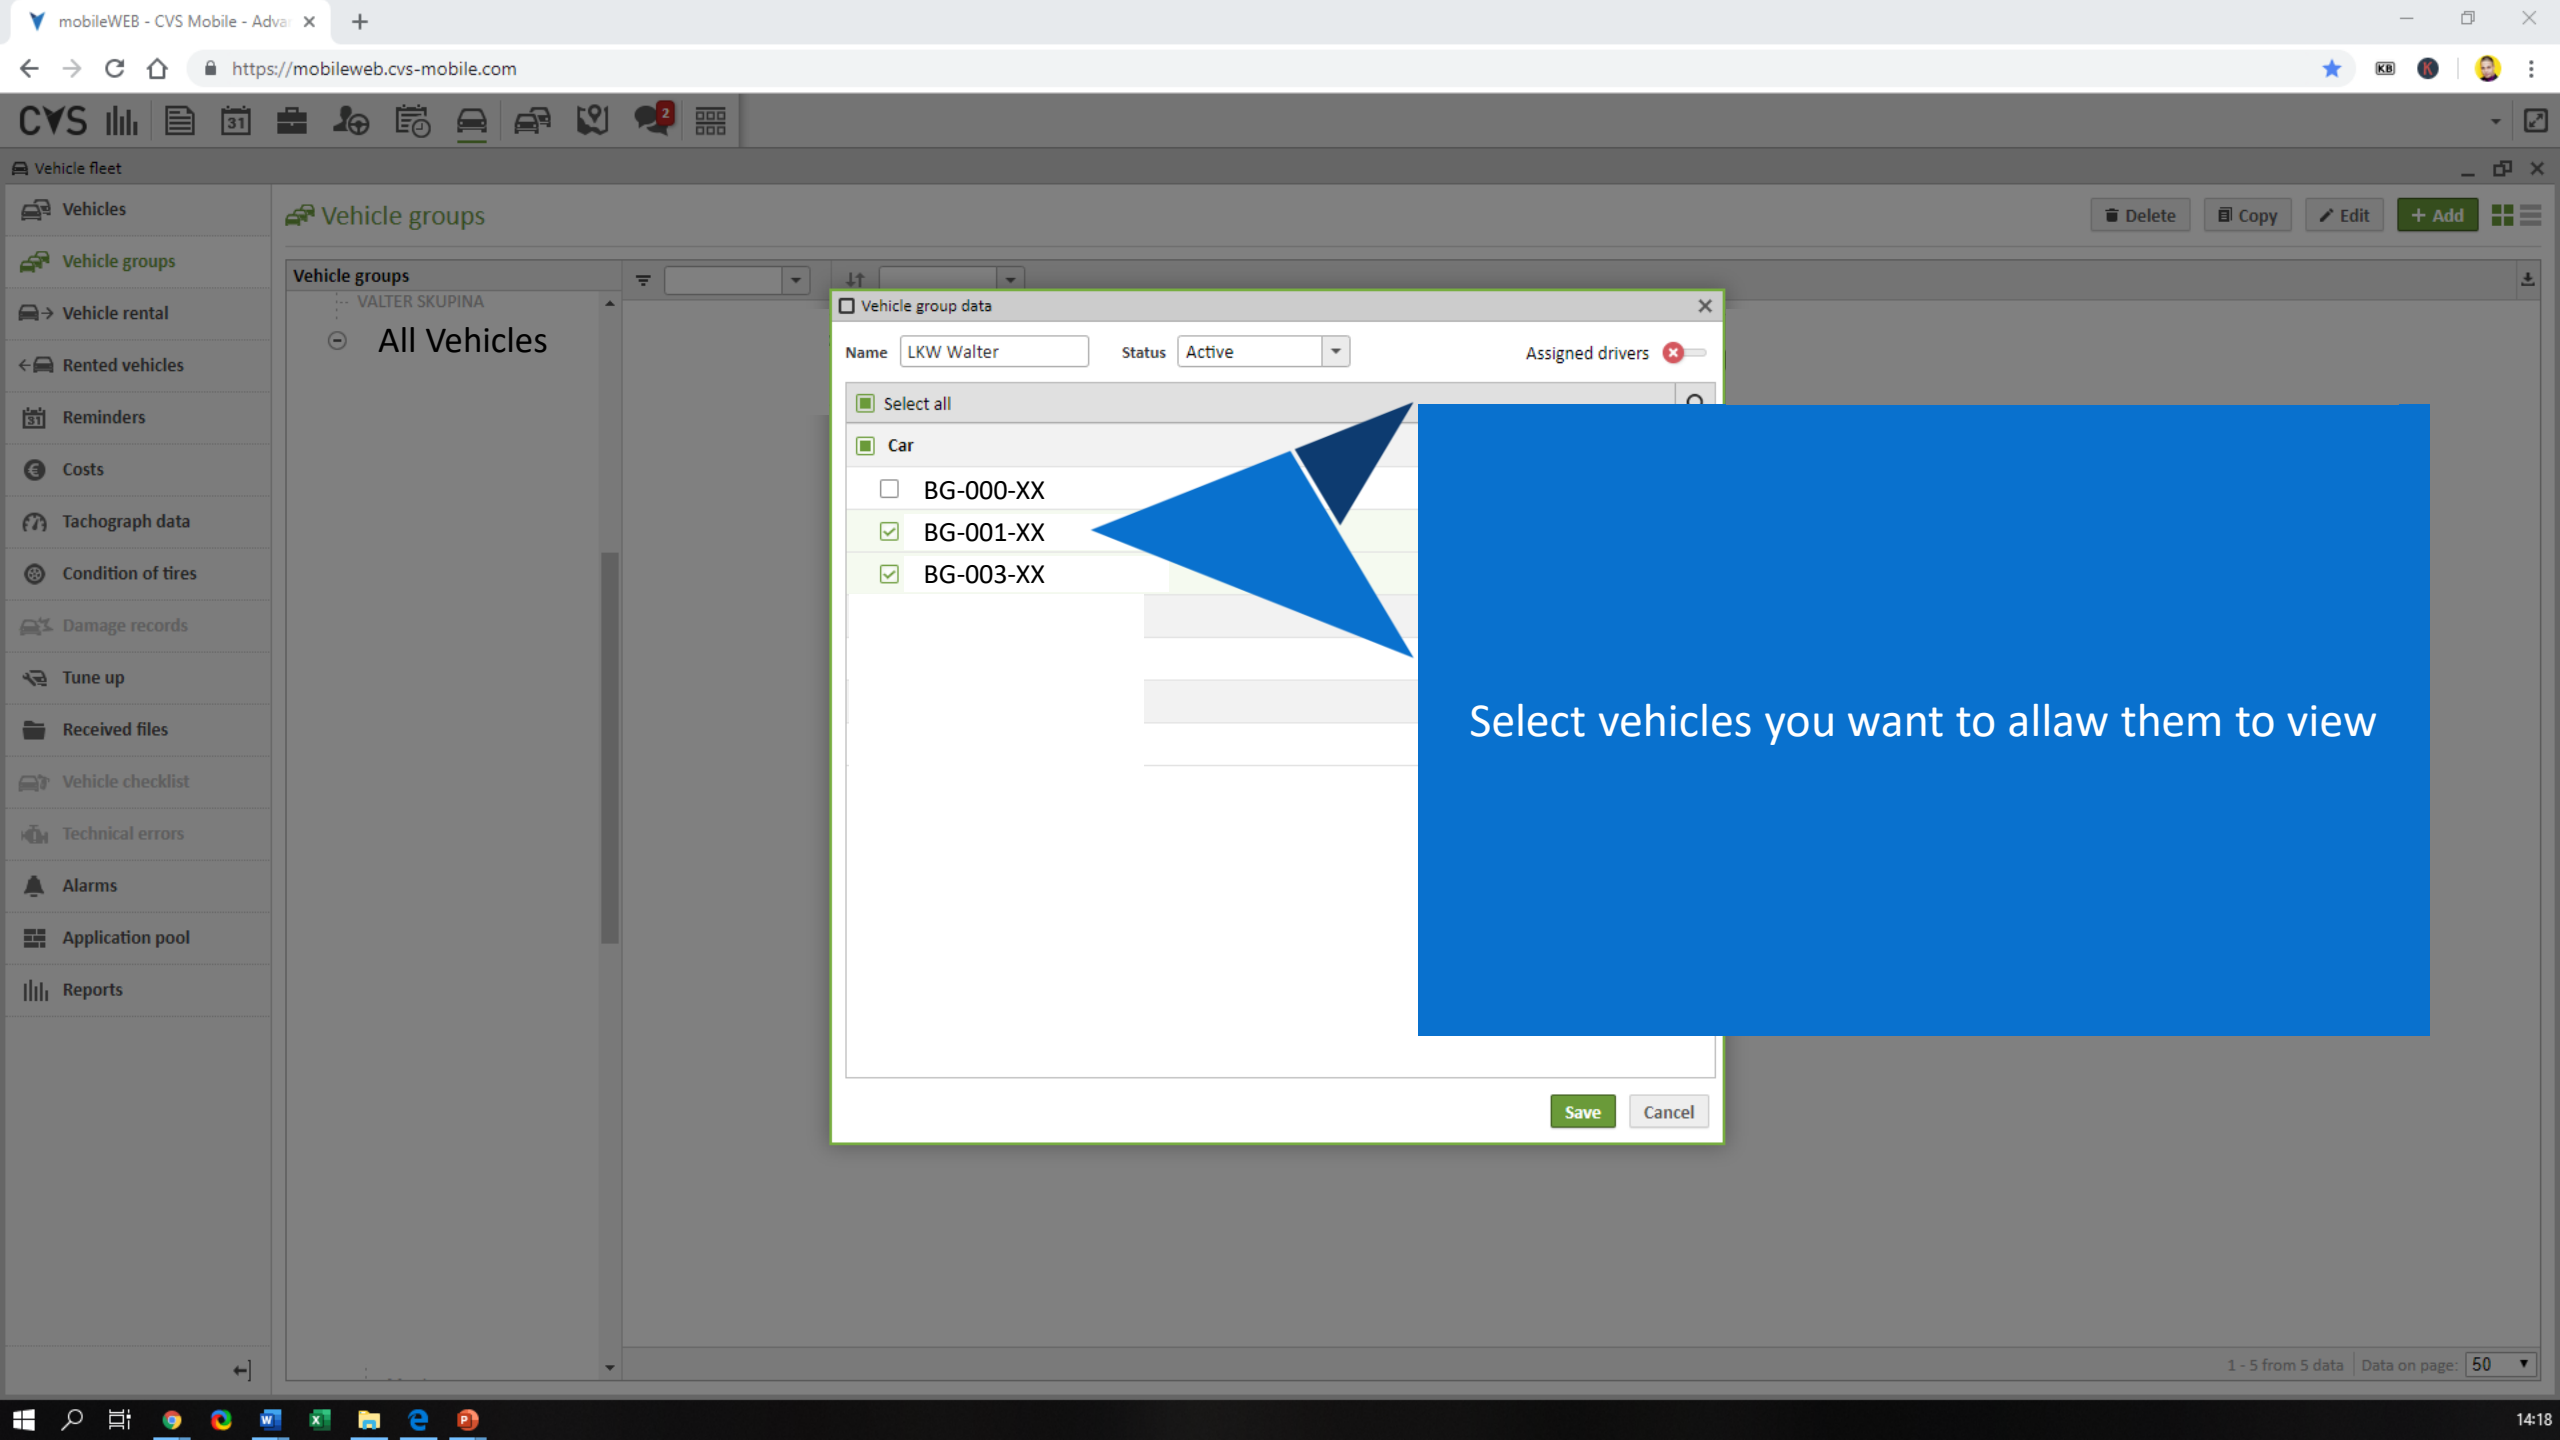 mobileWEB - CVS Mobile - Advan
https://mobileweb.cvs-mobile.com
KB
K
CVS
31
2
Vehicle fleet
Vehicles
Vehicle groups
Vehicle rental
Rented vehicles
31 Reminders
Costs
Tachograph data
Condition of tires
Damage records
Tune up
Received files
Vehicle checklist
Technical errors
Alarms
Application pool
Reports
Vehicle groups
Delete
Copy
Edit
+ Add
Vehicle groups
VALTER SKUPINA
All Vehicles
Vehicle group data
Name LKW Walter
Status Active
Assigned drivers
Select all
Car
BG-000-XX
BG-001-XX
BG-003-XX
Select vehicles you want to allaw them to view
Save
Cancel
1 - 5 from 5 data
Data on page: 50
14:18